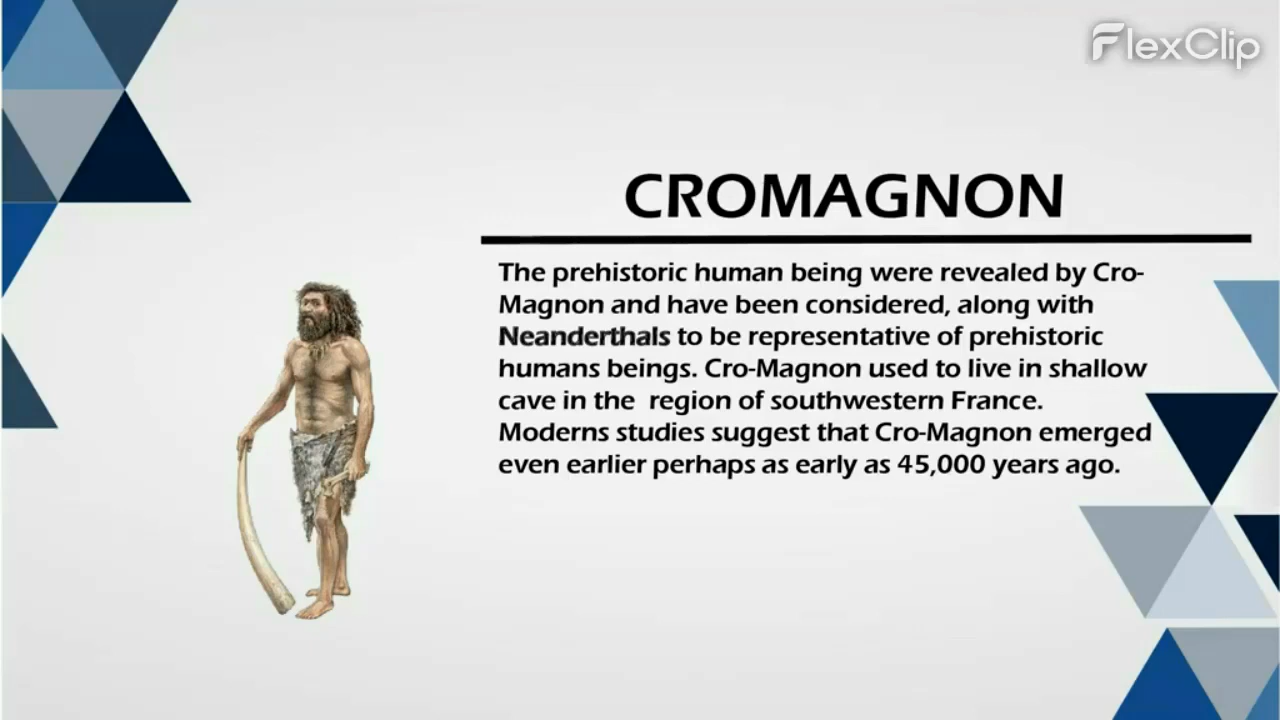 FlexClip
CROMAGNON
The prehistoric human being were revealed by Cro-
Magnon and have been considered, along with
Neanderthals to be representative of prehistoric
humans beings. Cro-Magnon used to live in shallow
cave in the region of southwestern France.
Moderns studies suggest that Cro-Magnon emerged
even earlier perhaps as early as 45,000 years ago.